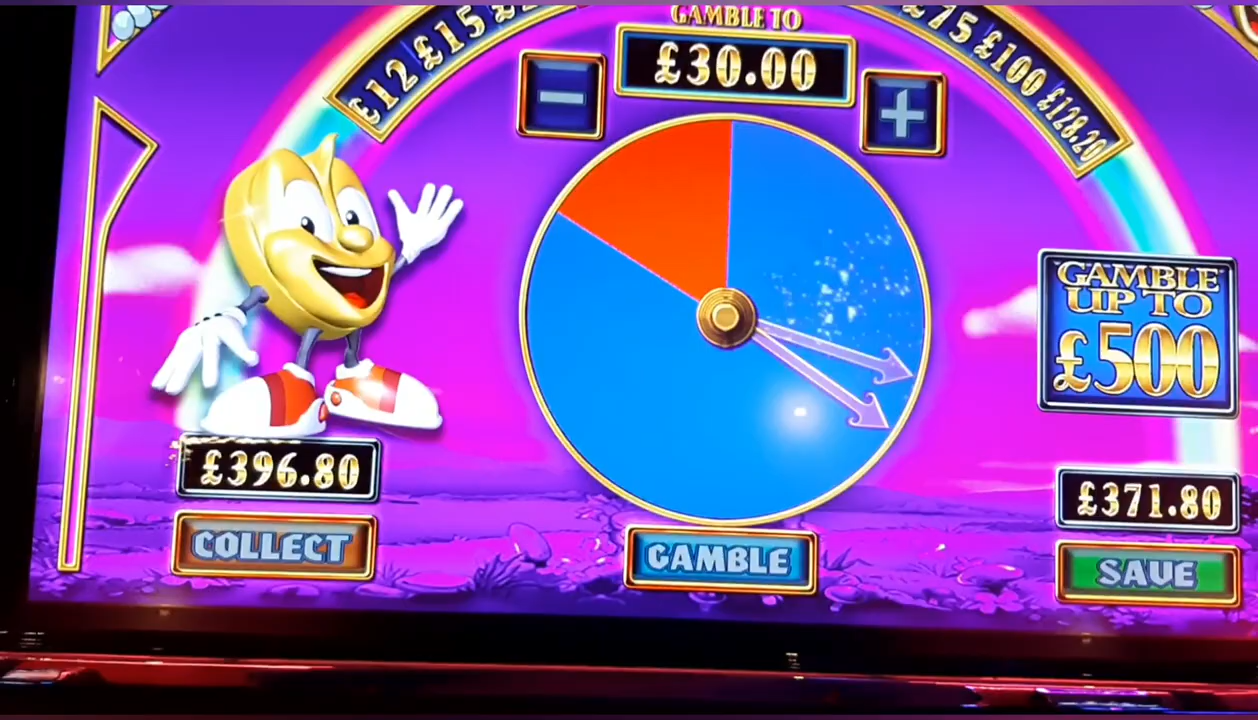 GAMBLE TO
£12 £15
£75 £100 £128.20
£30.00
−
+
GAMBLE
UP TO
£500
£396.80
£371.80
COLLECT
GAMBLE
SAVE